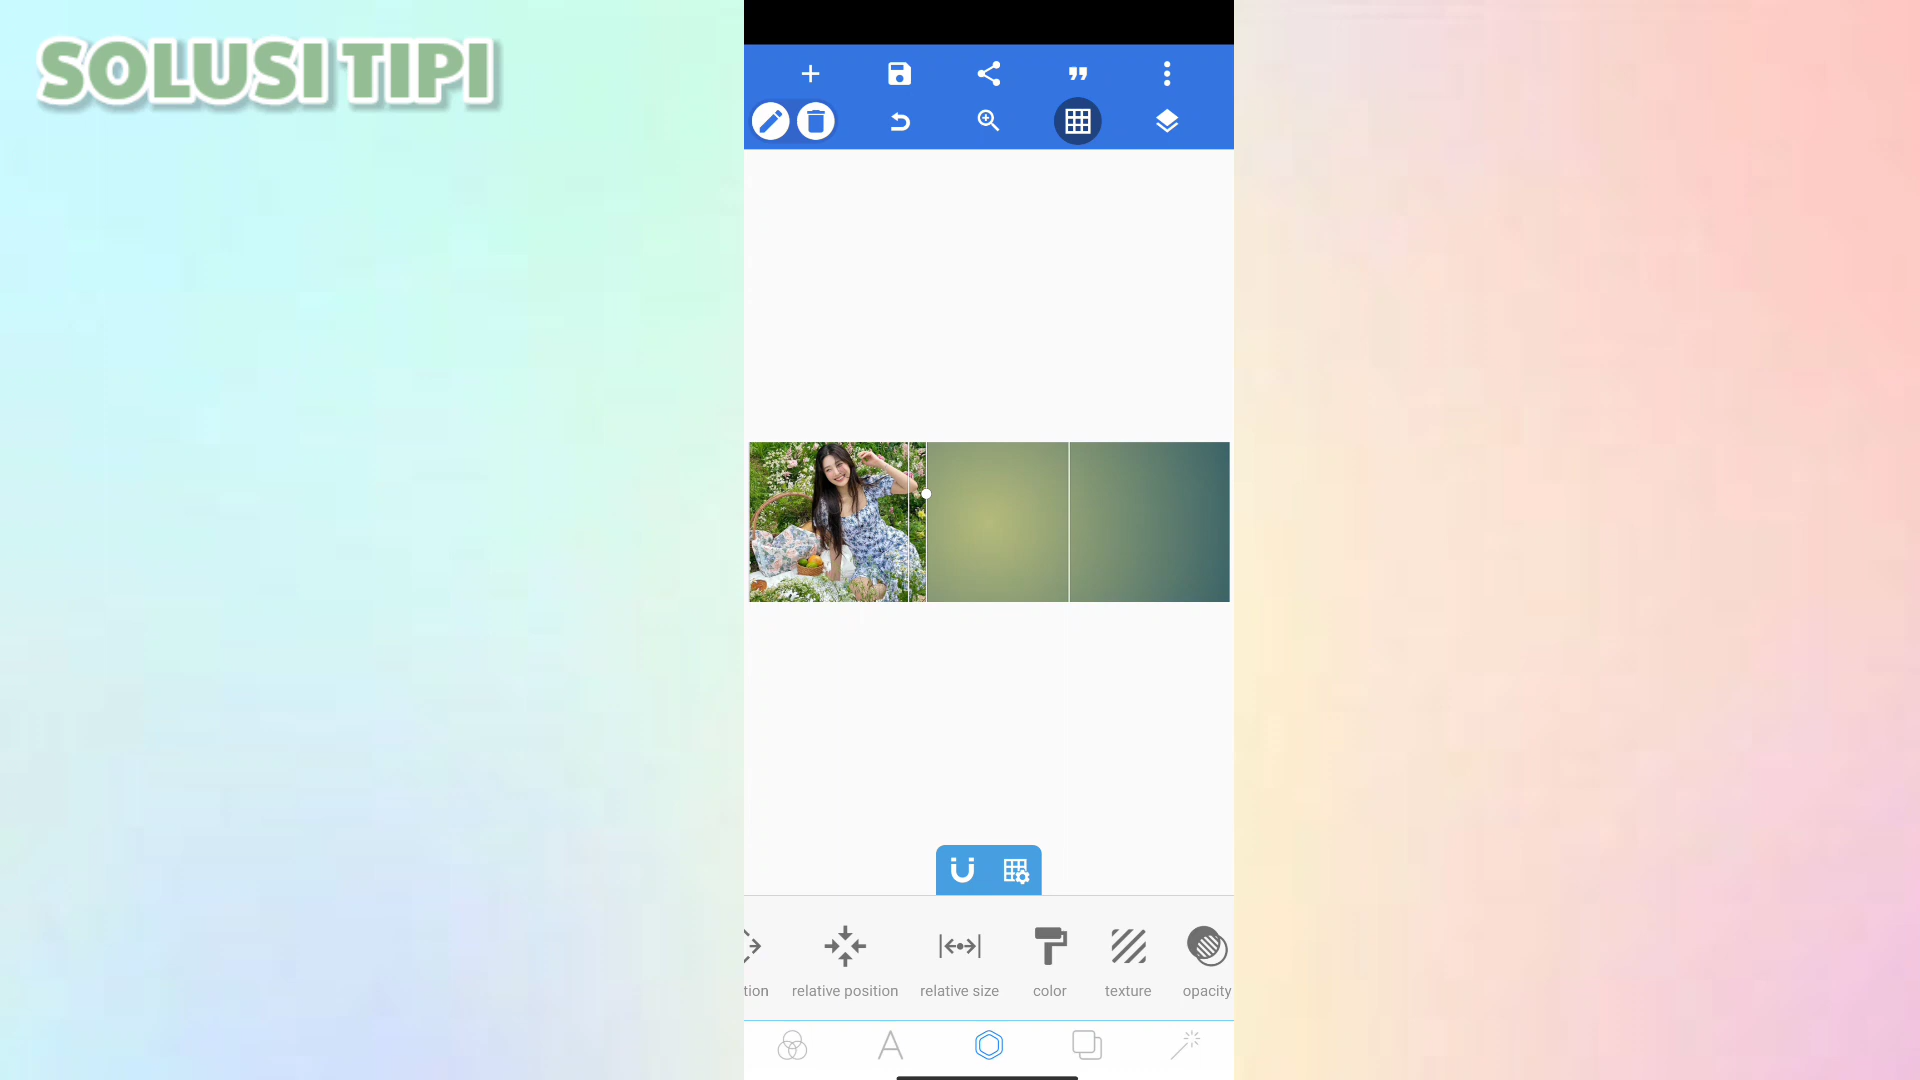 SOLUSI TIPI
tion
relative position
relative size
color
texture
opacity